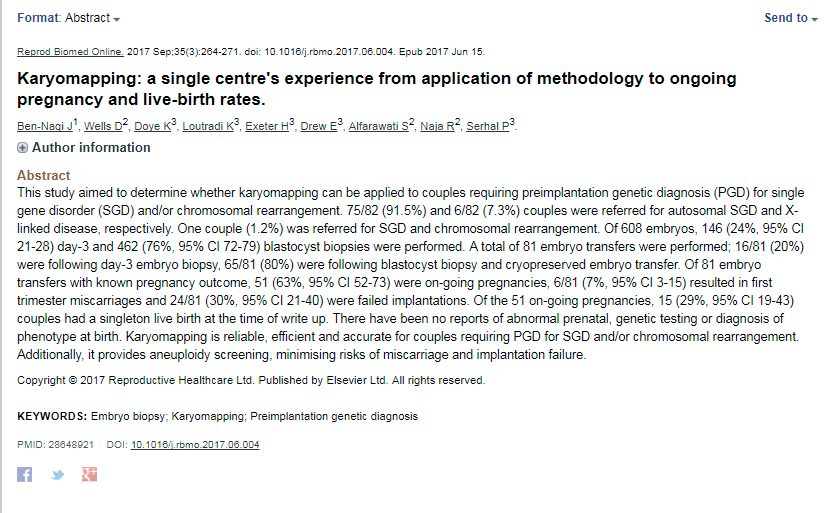 Format: Abstract
Send to
Reprod Biomed Online. 2017 Sep;35(3):264-271. doi: 10.1016/j.rbmo.2017.06.004. Epub 2017 Jun 15.
Karyomapping: a single centre's experience from application of methodology to ongoing
pregnancy and live-birth rates.
Ben-Nagi J1, Wells D2, Doye K3, Loutradi K3, Exeter H3, Drew E3, Alfarawati S2, Naja R2, Serhal P3.
Author information
Abstract
This study aimed to determine whether karyomapping can be applied to couples requiring preimplantation genetic diagnosis (PGD) for single
gene disorder (SGD) and/or chromosomal rearrangement. 75/82 (91.5%) and 6/82 (7.3%) couples were referred for autosomal SGD and X-
linked disease, respectively. One couple (1.2%) was referred for SGD and chromosomal rearrangement. Of 608 embryos, 146 (24%, 95% CI
21-28) day-3 and 462 (76%, 95% CI 72-79) blastocyst biopsies were performed. A total of 81 embryo transfers were performed; 16/81 (20%)
were following day-3 embryo biopsy, 65/81 (80%) were following blastocyst biopsy and cryopreserved embryo transfer. Of 81 embryo
transfers with known pregnancy outcome, 51 (63%, 95% CI 52-73) were on-going pregnancies, 6/81 (7%, 95% CI 3-15) resulted in first
trimester miscarriages and 24/81 (30%, 95% CI 21-40) were failed implantations. Of the 51 on-going pregnancies, 15 (29%, 95% CI 19-43)
couples had a singleton live birth at the time of write up. There have been no reports of abnormal prenatal, genetic testing or diagnosis of
phenotype at birth. Karyomapping is reliable, efficient and accurate for couples requiring PGD for SGD and/or chromosomal rearrangement.
Additionally, it provides aneuploidy screening, minimising risks of miscarriage and implantation failure.
Copyright © 2017 Reproductive Healthcare Ltd. Published by Elsevier Ltd. All rights reserved.
KEYWORDS: Embryo biopsy; Karyomapping; Preimplantation genetic diagnosis
PMID: 28648921 DOI: 10.1016/j.rbmo.2017.06.004